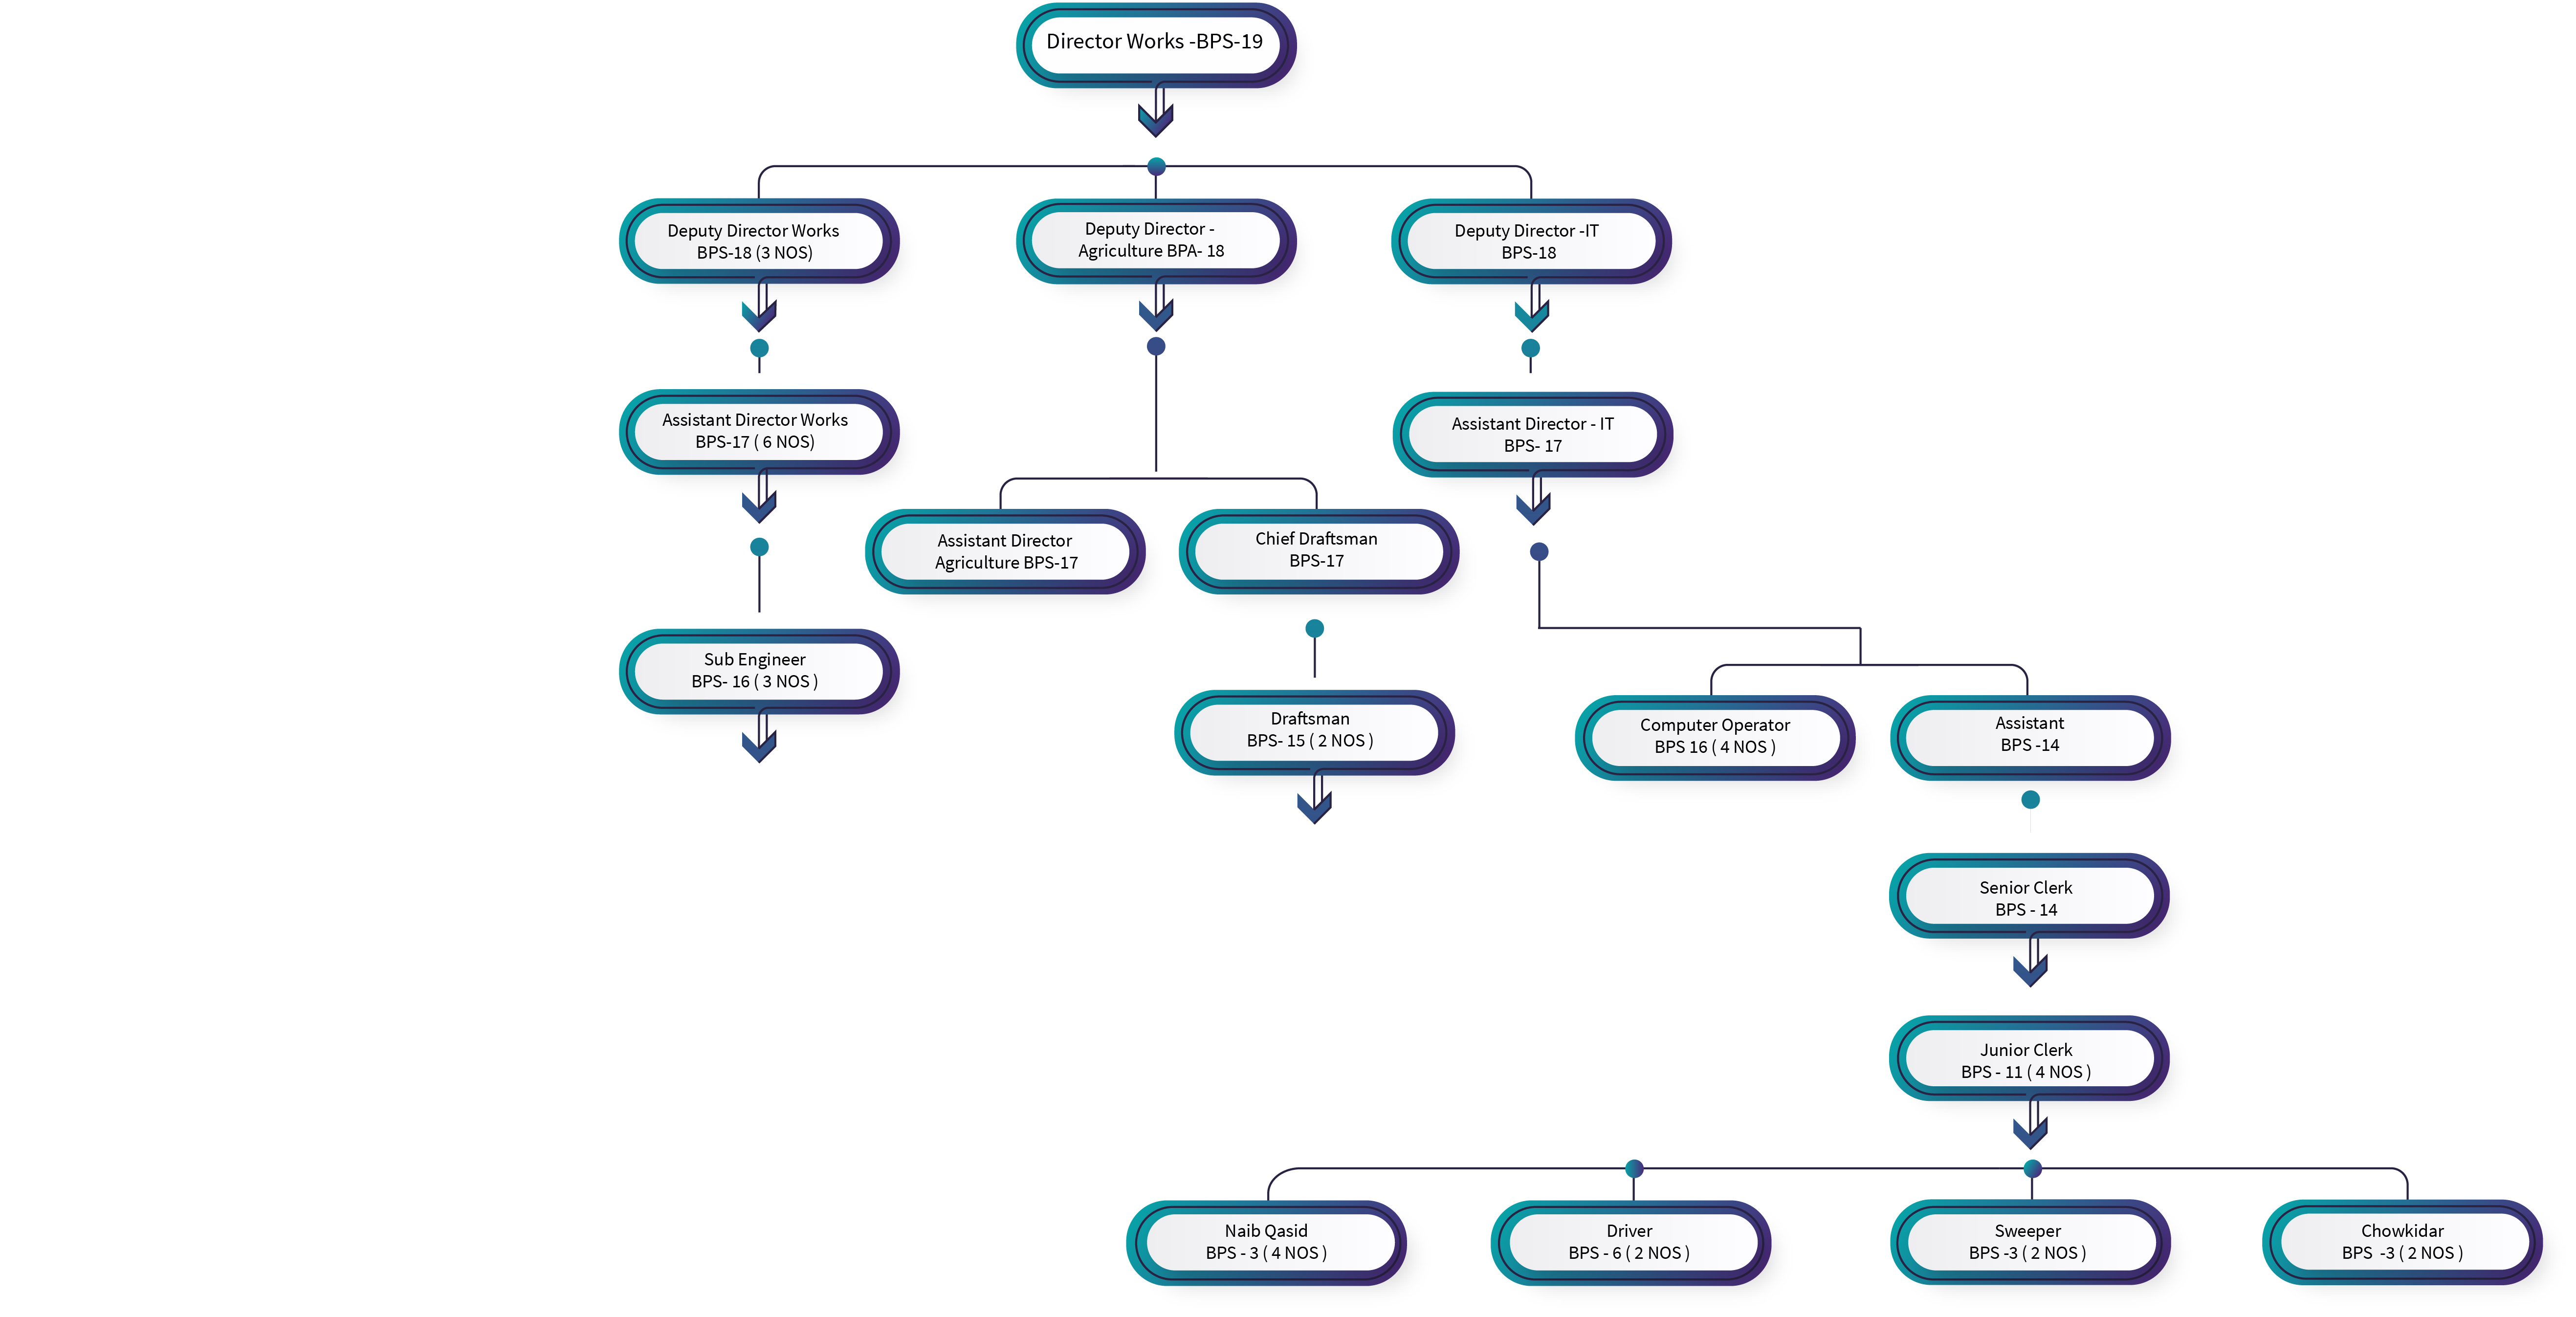 Director Works -BPS-19
Deputy Director Works
BPS-18 (3 NOS)
Deputy Director -
Agriculture BPA- 18
Deputy Director -IT
BPS-18
Assistant Director Works
BPS-17 ( 6 NOS)
Assistant Director - IT
BPS- 17
Assistant Director
Agriculture BPS-17
Chief Draftsman
BPS-17
Sub Engineer
BPS- 16 ( 3 NOS )
Draftsman
BPS- 15 ( 2 NOS )
Computer Operator
BPS 16 ( 4 NOS )
Assistant
BPS -14
Senior Clerk
BPS - 14
Junior Clerk
BPS - 11 ( 4 NOS )
Naib Qasid
BPS - 3 ( 4 NOS )
Driver
BPS - 6 ( 2 NOS )
Sweeper
BPS -3 ( 2 NOS )
Chowkidar
BPS  -3 ( 2 NOS )